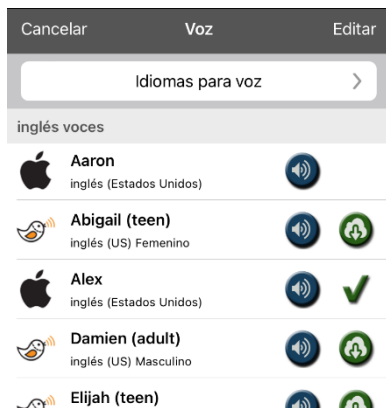 Cancelar Voz Editar
Idiomas para voz
inglés voces
Aaron
inglés (Estados Unidos)
Abigail (teen)
inglés (US) Femenino
Alex
inglés (Estados Unidos)
Damien (adult)
inglés (US) Masculino
Elijah (teen)